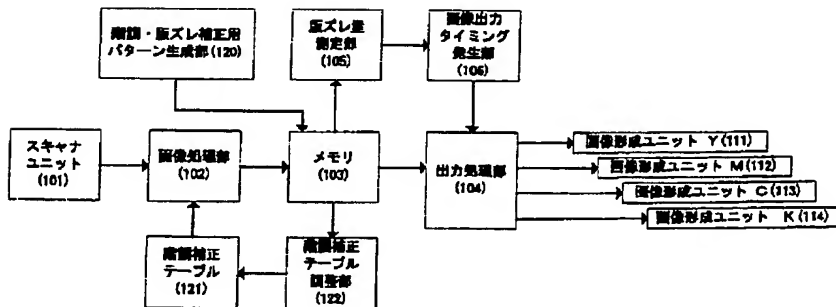 階調・版ズレ補正用
パターン生成部(120)
版ズレ量
測定部
(105)
画像出力
タイミング
発生部
(106)
スキャナ
ユニット
(101)
画像処理部
(102)
メモリ
(103)
出力処理部
(104)
画像形成ユニット Y(111)
画像形成ユニット M(112)
画像形成ユニット C(113)
画像形成ユニット K(114)
階調補正
テーブル
(121)
階調補正
テーブル
調整部
(122)